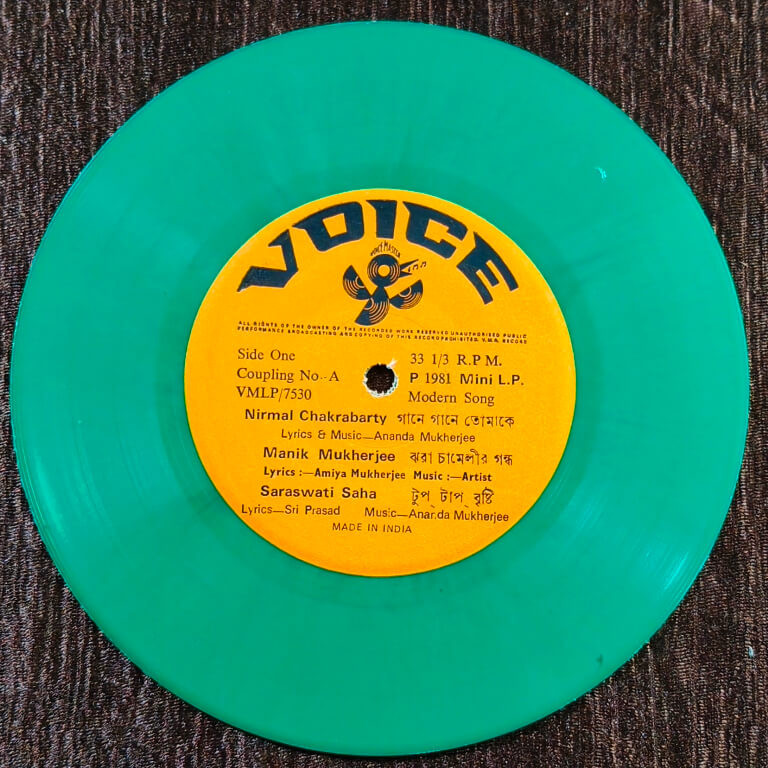 VOICE
VOICE MASTER
ALL RIGHTS OF THE OWNER OF THE RECORDED WORK RESERVED UNAUTHORISED PUBLIC
PERFORMANCE BROADCASTING AND COPYING OF THIS RECORD PROHIBITED. V.M.R. RECORD
Side One 33 1/3 R.P.M.
Coupling No.-A P 1981 Mini L.P.
VMLP/7530 Modern Song
Nirmal Chakrabarty গানে গানে তোমাকে
Lyrics & Music—Ananda Mukherjee
Manik Mukherjee ঝরা চামেলীর গন্ধ
Lyrics :—Amiya Mukherjee Music :—Artist
Saraswati Saha টুপ্ টাপ্ বৃষ্টি
Lyrics—Sri Prasad Music—Ananda Mukherjee
MADE IN INDIA